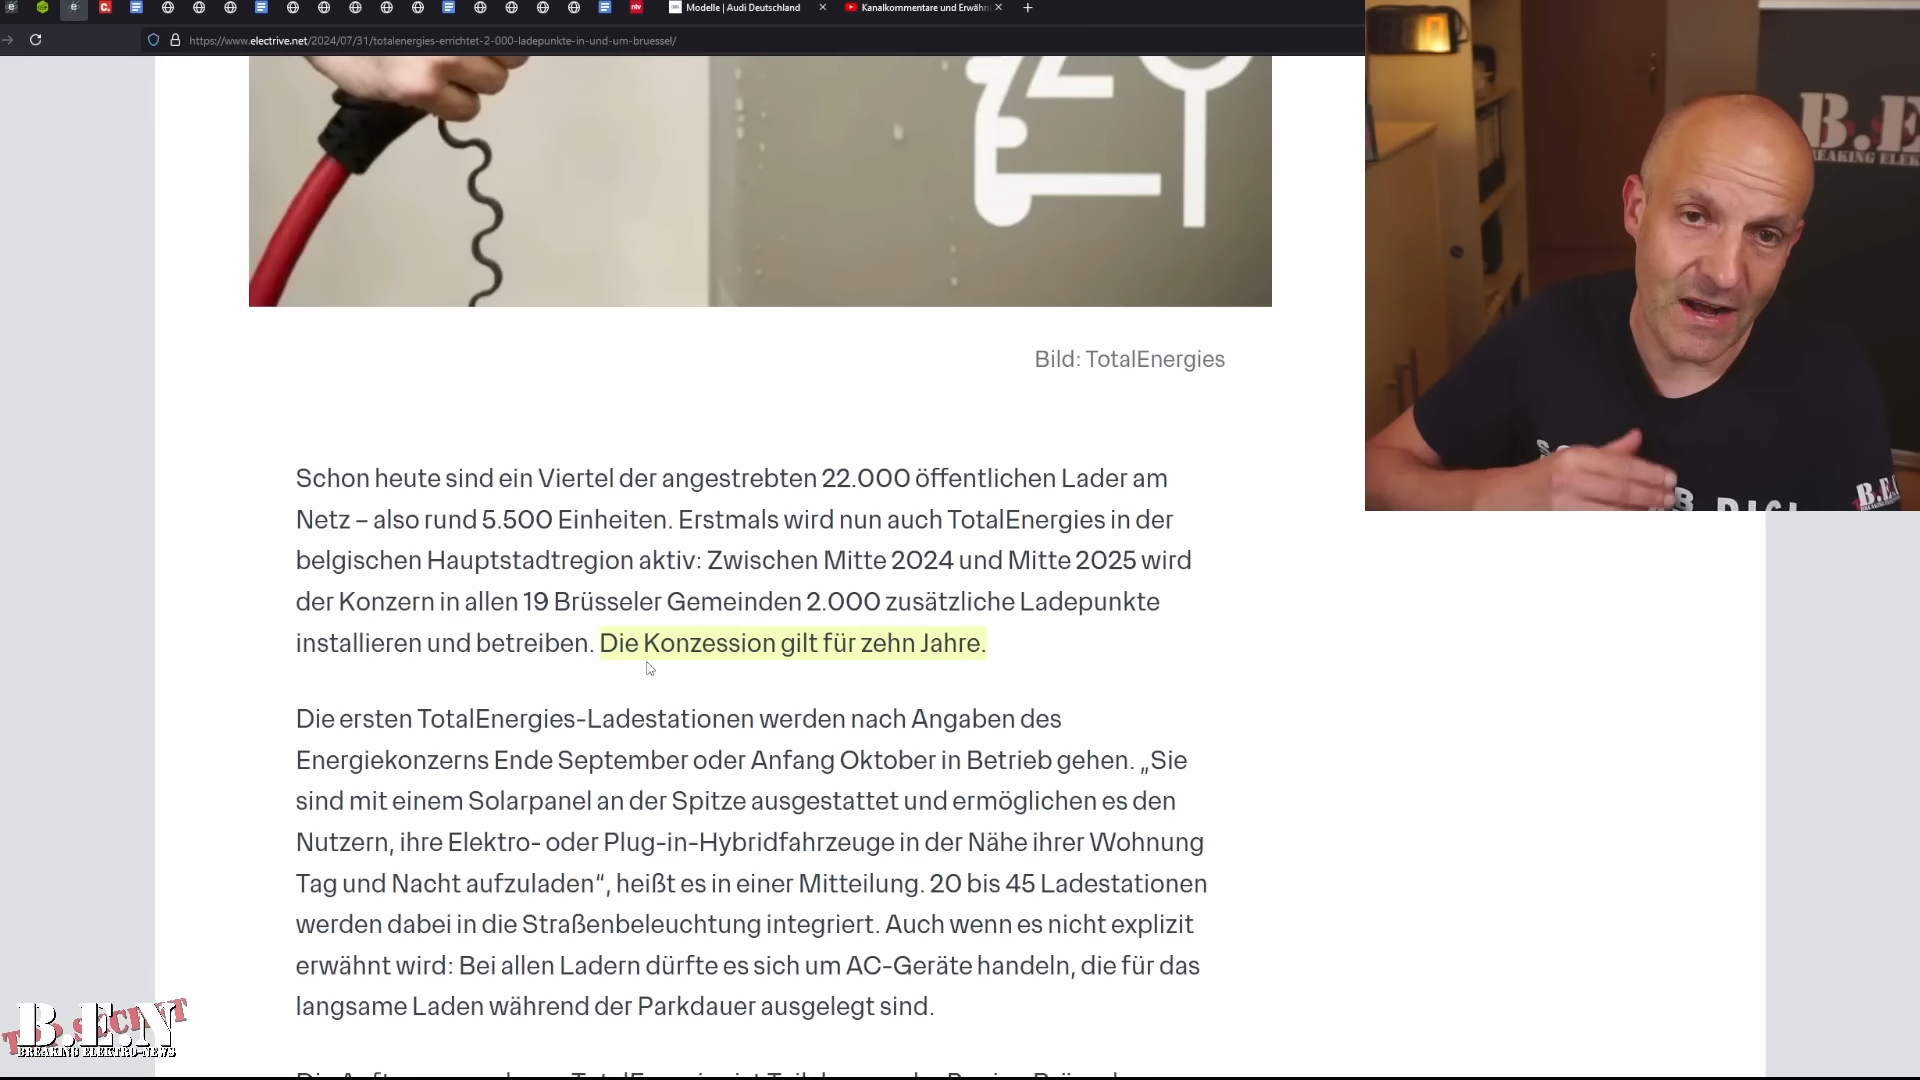 Modelle | Audi Deutschland
Kanalkommentare und Erwähn
https://www.electrive.net/2024/07/31/totalenergies-errichtet-2-000-ladepunkte-in-und-um-bruessel/
B.E
Bild: TotalEnergies
Schon heute sind ein Viertel der angestrebten 22.000 öffentlichen Lader am
Netz – also rund 5.500 Einheiten. Erstmals wird nun auch TotalEnergies in der
belgischen Hauptstadtregion aktiv: Zwischen Mitte 2024 und Mitte 2025 wird
der Konzern in allen 19 Brüsseler Gemeinden 2.000 zusätzliche Ladepunkte
installieren und betreiben. Die Konzession gilt für zehn Jahre.
Die ersten TotalEnergies-Ladestationen werden nach Angaben des
Energiekonzerns Ende September oder Anfang Oktober in Betrieb gehen. „Sie
sind mit einem Solarpanel an der Spitze ausgestattet und ermöglichen es den
Nutzern, ihre Elektro- oder Plug-in-Hybridfahrzeuge in der Nähe ihrer Wohnung
Tag und Nacht aufzuladen“, heißt es in einer Mitteilung. 20 bis 45 Ladestationen
werden dabei in die Straßenbeleuchtung integriert. Auch wenn es nicht explizit
erwähnt wird: Bei allen Ladern dürfte es sich um AC-Geräte handeln, die für das
langsame Laden während der Parkdauer ausgelegt sind.
B.E.N
BREAKING ELEKTRO-NEWS